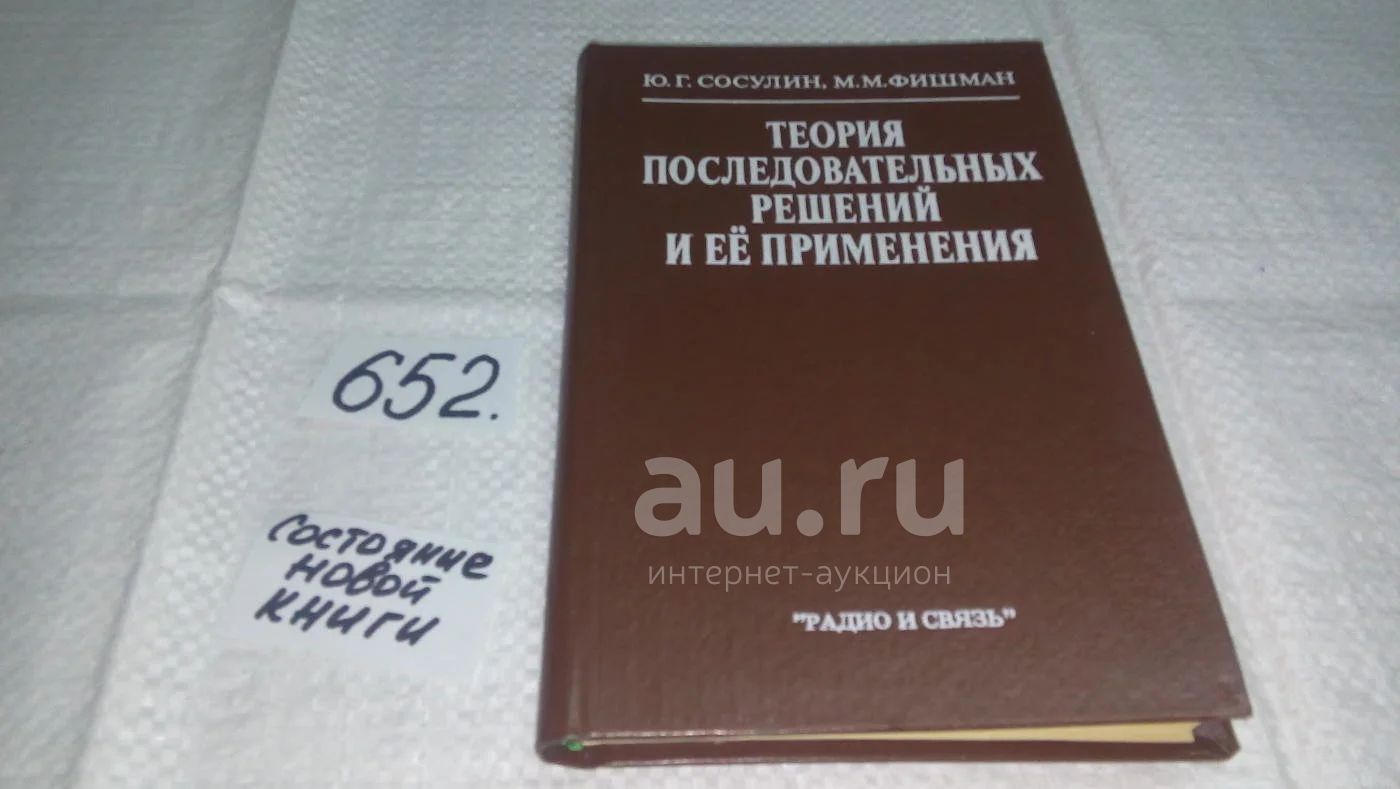 Ю. Г. СОСУЛИН, М. М. ФИШМАН
ТЕОРИЯ
ПОСЛЕДОВАТЕЛЬНЫХ
РЕШЕНИЙ
И ЕЁ ПРИМЕНЕНИЯ
652.
состояние
новой
книги
au.ru
интернет-аукцион
"РАДИО И СВЯЗЬ"